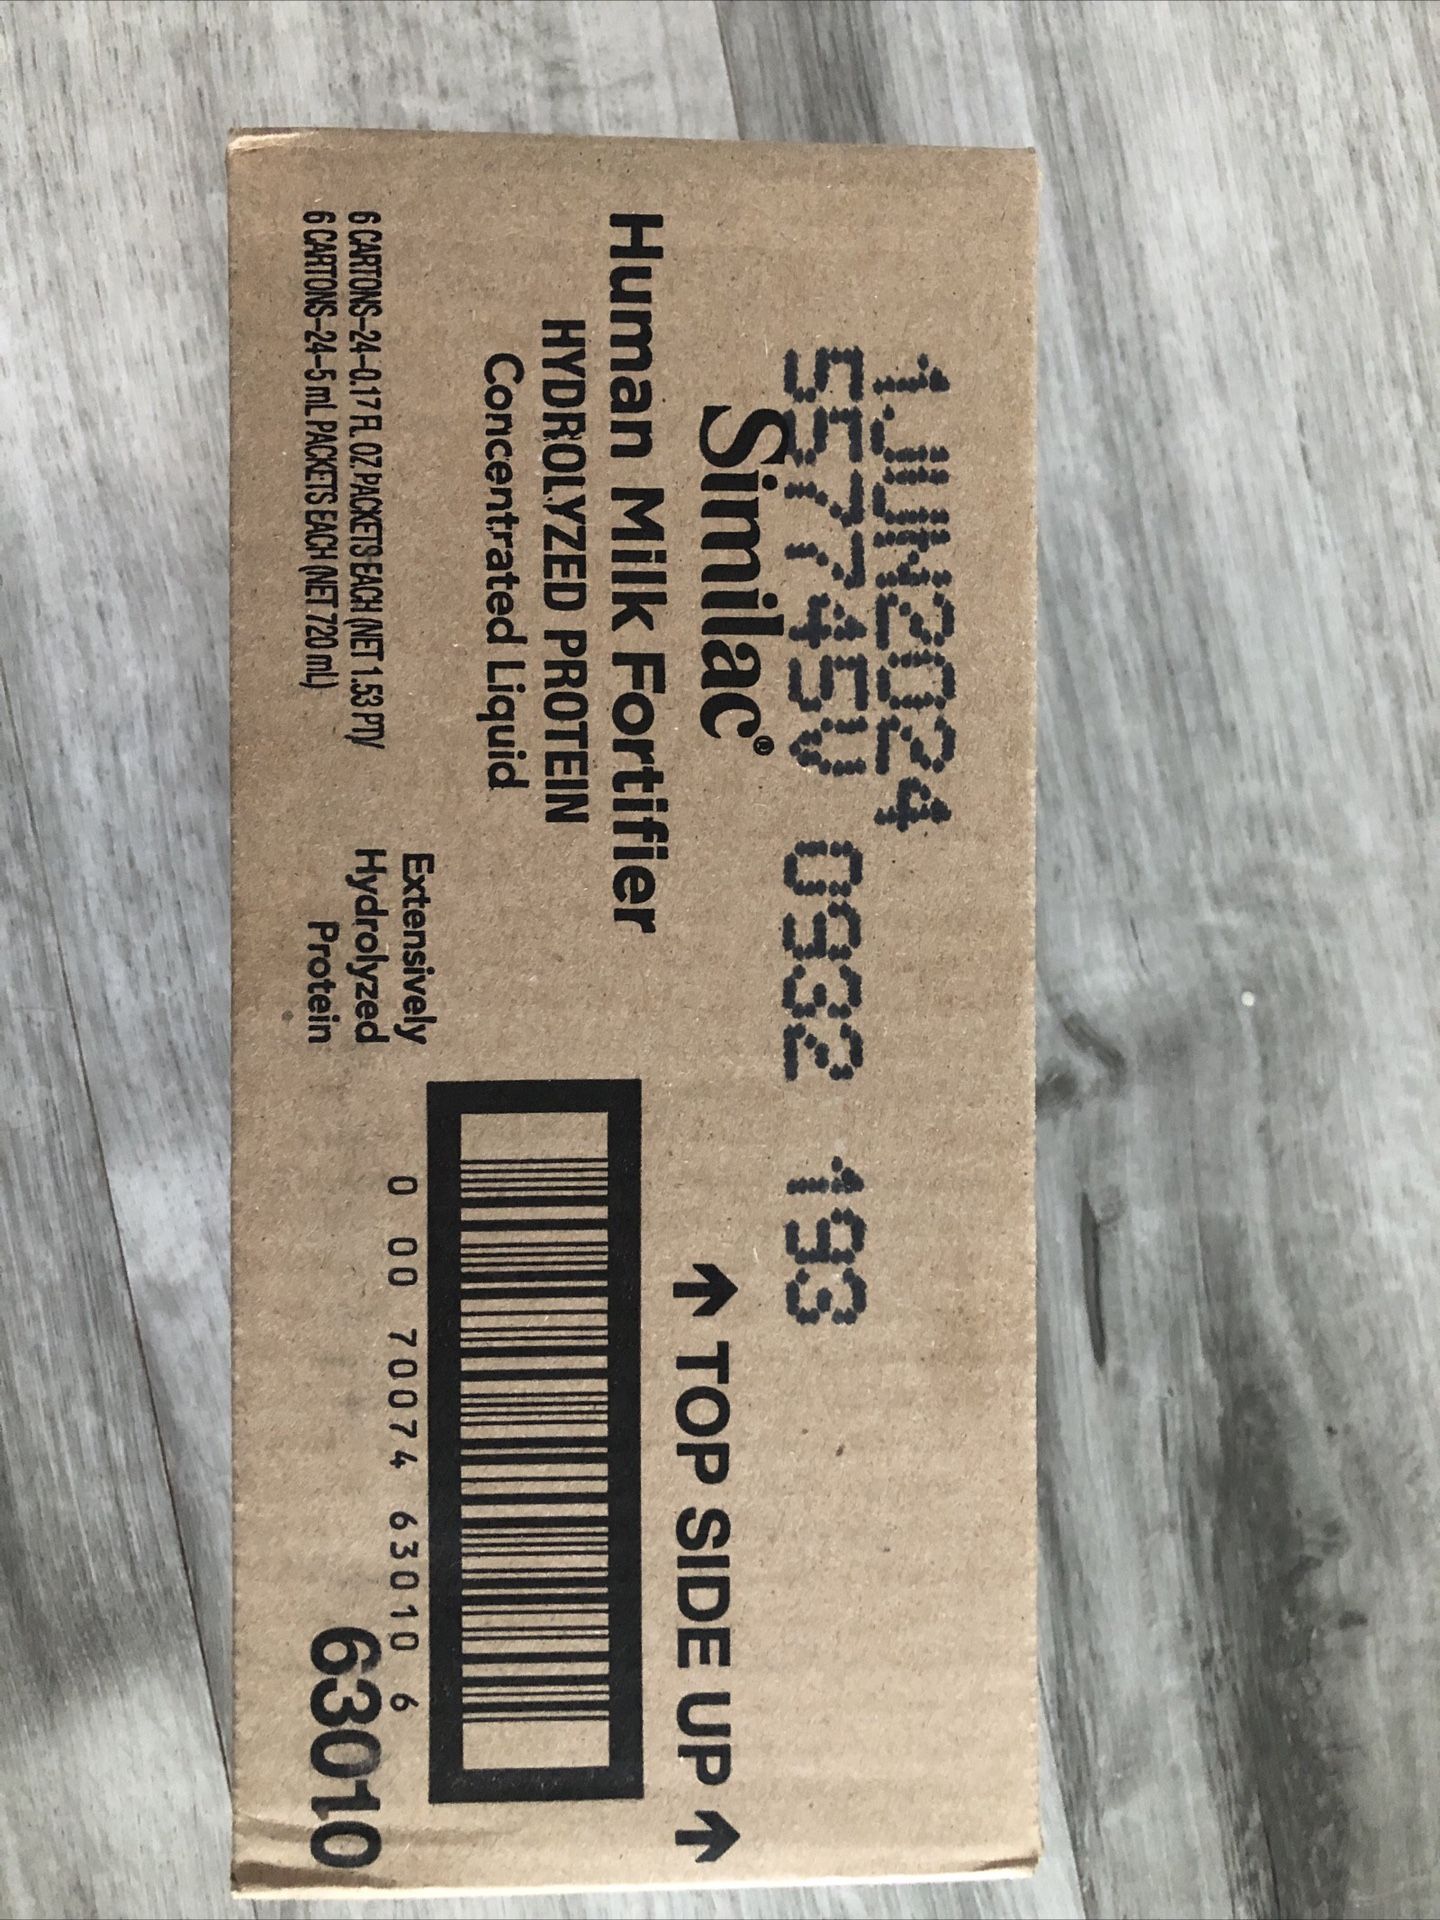 1JUN2024
55745V 0932 193
Similac®
Human Milk Fortifier
HYDROLYZED PROTEIN
Concentrated Liquid
6 CARTONS–24–0.17 FL OZ PACKETS EACH (NET 1.53 PT)/
6 CARTONS–24–5 mL PACKETS EACH (NET 720 mL)
Extensively
Hydrolyzed
Protein
↑ TOP SIDE UP ↑
0 00 70074 63010 6
63010